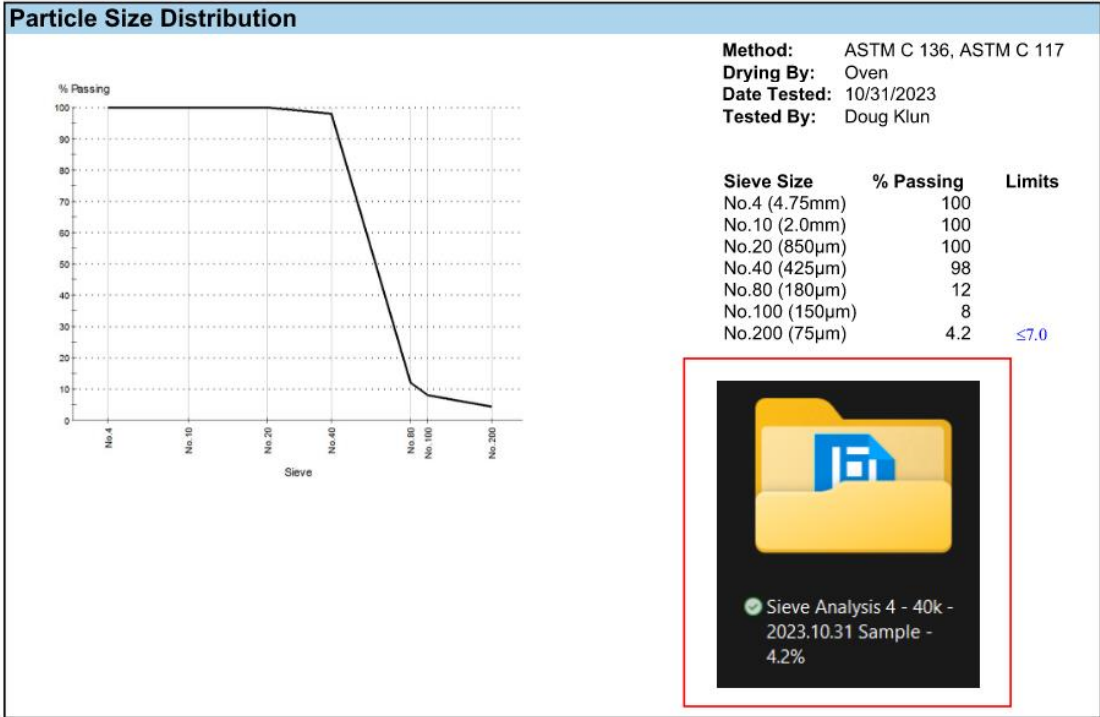 Particle Size Distribution
Method: ASTM C 136, ASTM C 117
Drying By: Oven
Date Tested: 10/31/2023
Tested By: Doug Klun
% Passing
100
90
80
70
60
50
40
30
20
10
0
No.4
No.10
No.20
No.40
No.80
No.100
No.200
Sieve
Sieve Size % Passing Limits
No.4 (4.75mm) 100
No.10 (2.0mm) 100
No.20 (850µm) 100
No.40 (425µm) 98
No.80 (180µm) 12
No.100 (150µm) 8
No.200 (75µm) 4.2 ≤7.0
Sieve Analysis 4 - 40k -
2023.10.31 Sample -
4.2%